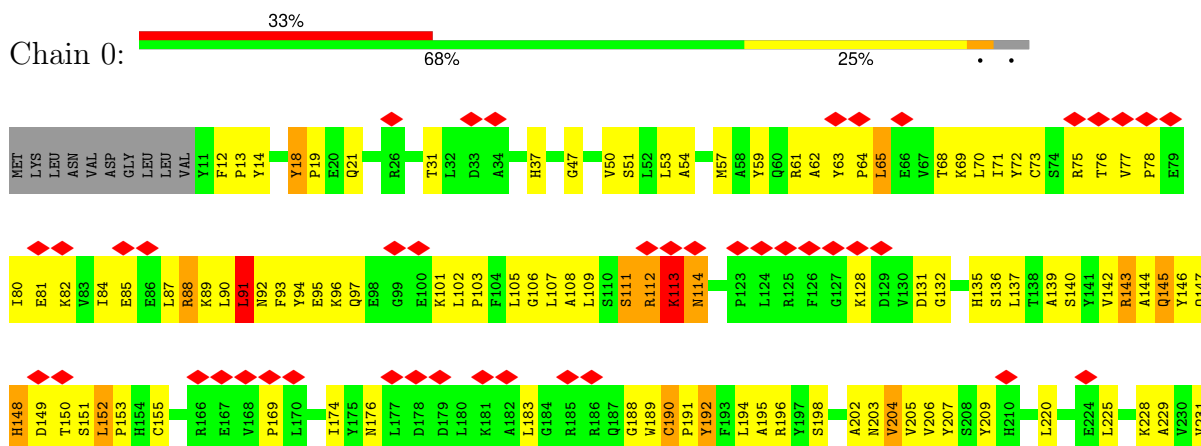 33%
Chain 0:
68% 25% • •
MET LYS LEU ASN VAL ASP GLY LEU LEU VAL Y11 F12 P13 Y14 Y18 P19 E20 Q21 R26 T31 L32 D33 A34 H37 G47 V50 S51 L52 L53 A54 M57 A58 Y59 Q60 R61 A62 Y63 P64 L65 E66 V67 T68 K69 L70 I71 Y72 C73 S74 R75 T76 V77 P78 E79
I80 E81 K82 V83 I84 E85 E86 L87 R88 K89 L90 L91 N92 F93 Y94 E95 K96 Q97 E98 G99 E100 K101 L102 P103 F104 L105 G106 L107 A108 L109 S110 S111 R112 K113 N114 P123 L124 R125 F126 G127 K128 D129 V130 D131 G132 H135 S136 L137 T138 A139 S140 Y141 V142 R143 A144 Q145 Y146 D147
H148 D149 T150 S151 L152 P153 H154 C155 R166 E167 V168 P169 L170 I174 Y175 N176 L177 D178 D179 L180 K181 A182 L183 G184 R185 R186 Q187 G188 W189 C190 P191 Y192 F193 L194 A195 R196 Y197 S198 A202 N203 V204 V205 V206 Y207 S208 Y209 H210 L220 E224 L225 K228 A229 V230